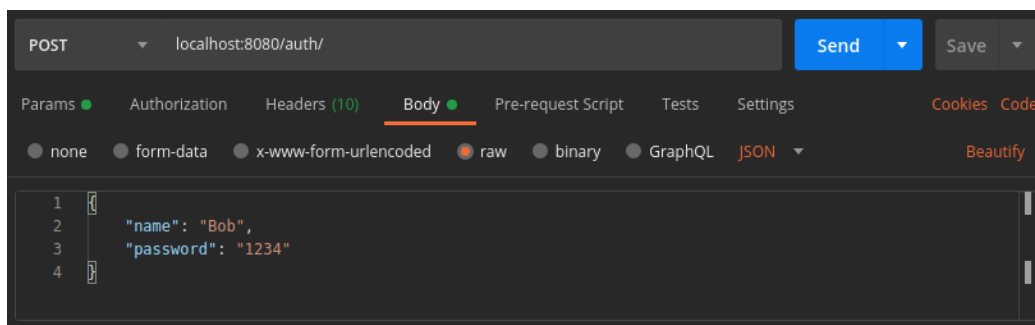 POST localhost:8080/auth/ Send Save
Params Authorization Headers (10) Body Pre-request Script Tests Settings Cookies Code
none form-data x-www-form-urlencoded raw binary GraphQL JSON Beautify
1 {
2 "name": "Bob",
3 "password": "1234"
4 }